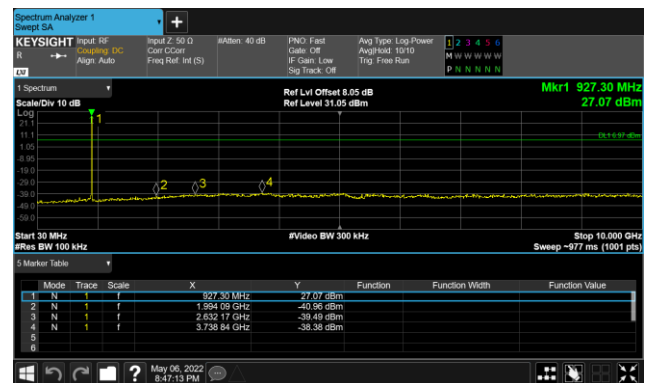 Spectrum Analyzer 1
Swept SA
+
KEYSIGHT Input: RF Input Z: 50 Ω #Atten: 40 dB PNO: Fast Avg Type: Log-Power 1 2 3 4 5 6
R Coupling: DC Corr CCorr Gate: Off Avg|Hold: 10/10 M W W W W W
Align: Auto Freq Ref: Int (S) IF Gain: Low Trig: Free Run P N N N N N
LXI Sig Track: Off
1 Spectrum Ref Lvl Offset 8.05 dB Mkr1 927.30 MHz
Scale/Div 10 dB Ref Level 31.05 dBm 27.07 dBm
Log
21.1
1
11.1
DL1 6.97 dBm
1.05
-8.95
-19.0
-29.0
2 3 4
-39.0
-49.0
-59.0
Start 30 MHz #Video BW 300 kHz Stop 10.000 GHz
#Res BW 100 kHz Sweep ~977 ms (1001 pts)
5 Marker Table
Mode Trace Scale X Y Function Function Width Function Value
1 N 1 f 927.30 MHz 27.07 dBm
2 N 1 f 1.994 09 GHz -40.96 dBm
3 N 1 f 2.632 17 GHz -39.49 dBm
4 N 1 f 3.738 84 GHz -38.38 dBm
5
6
? May 06, 2022
8:47:13 PM